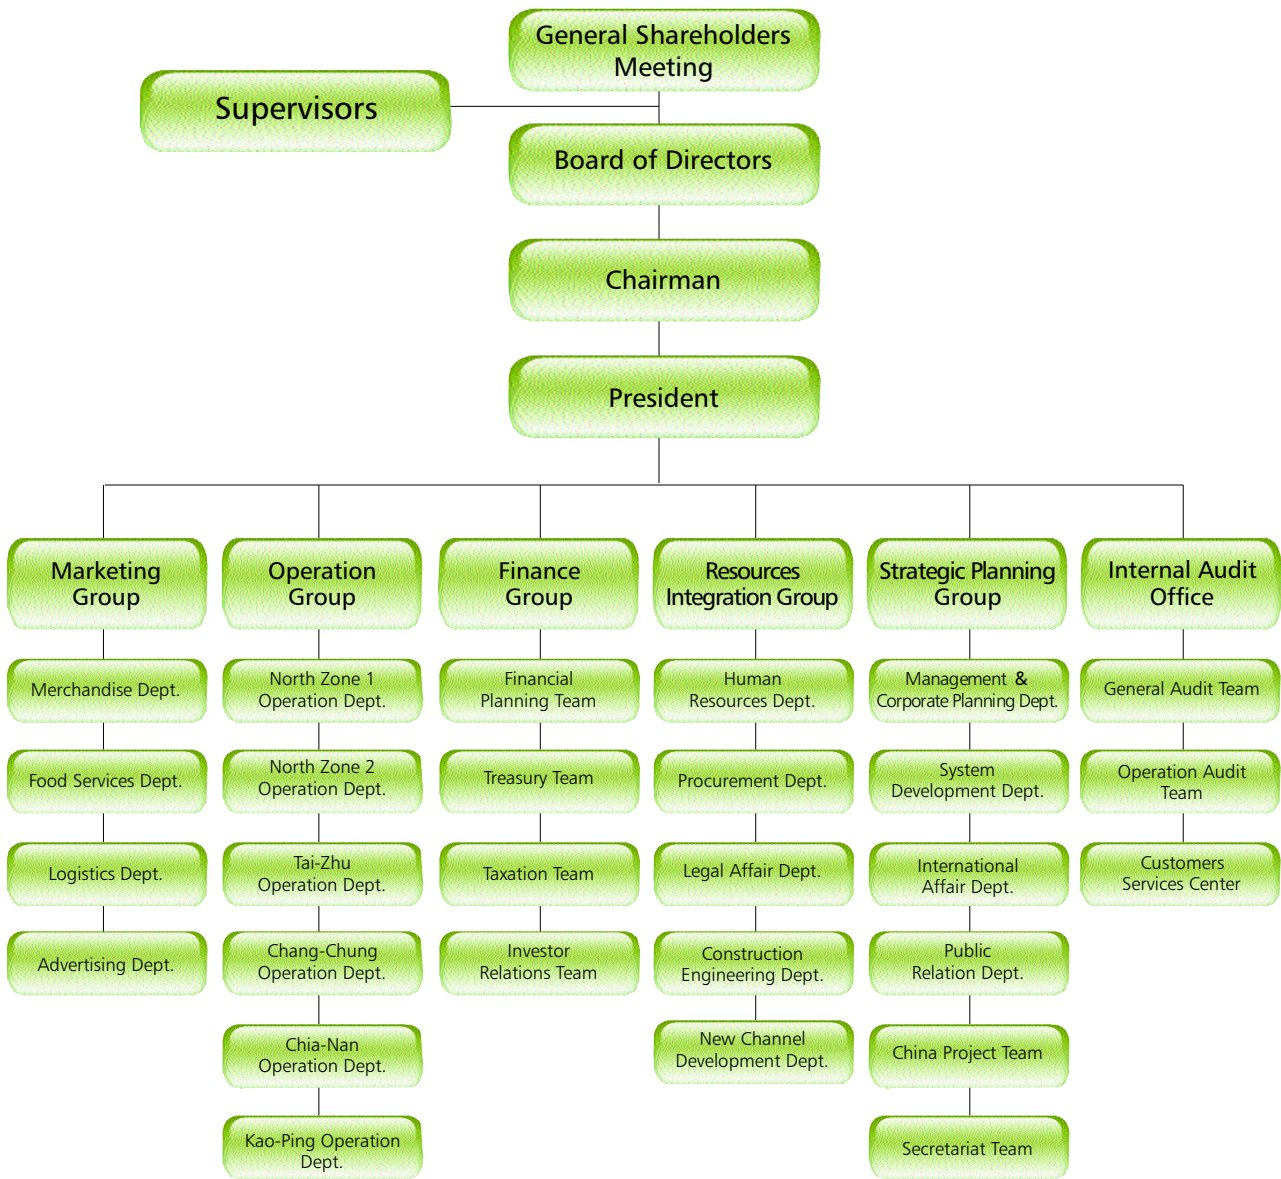 General Shareholders
Meeting
Supervisors
Board of Directors
Chairman
President
Marketing
Group
Merchandise Dept.
Food Services Dept.
Logistics Dept.
Advertising Dept.
Operation
Group
North Zone 1
Operation Dept.
North Zone 2
Operation Dept.
Tai-Zhu
Operation Dept.
Chang-Chung
Operation Dept.
Chia-Nan
Operation Dept.
Kao-Ping Operation
Dept.
Finance
Group
Financial
Planning Team
Treasury Team
Taxation Team
Investor
Relations Team
Resources
Integration Group
Human
Resources Dept.
Procurement Dept.
Legal Affair Dept.
Construction
Engineering Dept.
New Channel
Development Dept.
Strategic Planning
Group
Management &
Corporate Planning Dept.
System
Development Dept.
International
Affair Dept.
Public
Relation Dept.
China Project Team
Secretariat Team
Internal Audit
Office
General Audit Team
Operation Audit
Team
Customers
Services Center